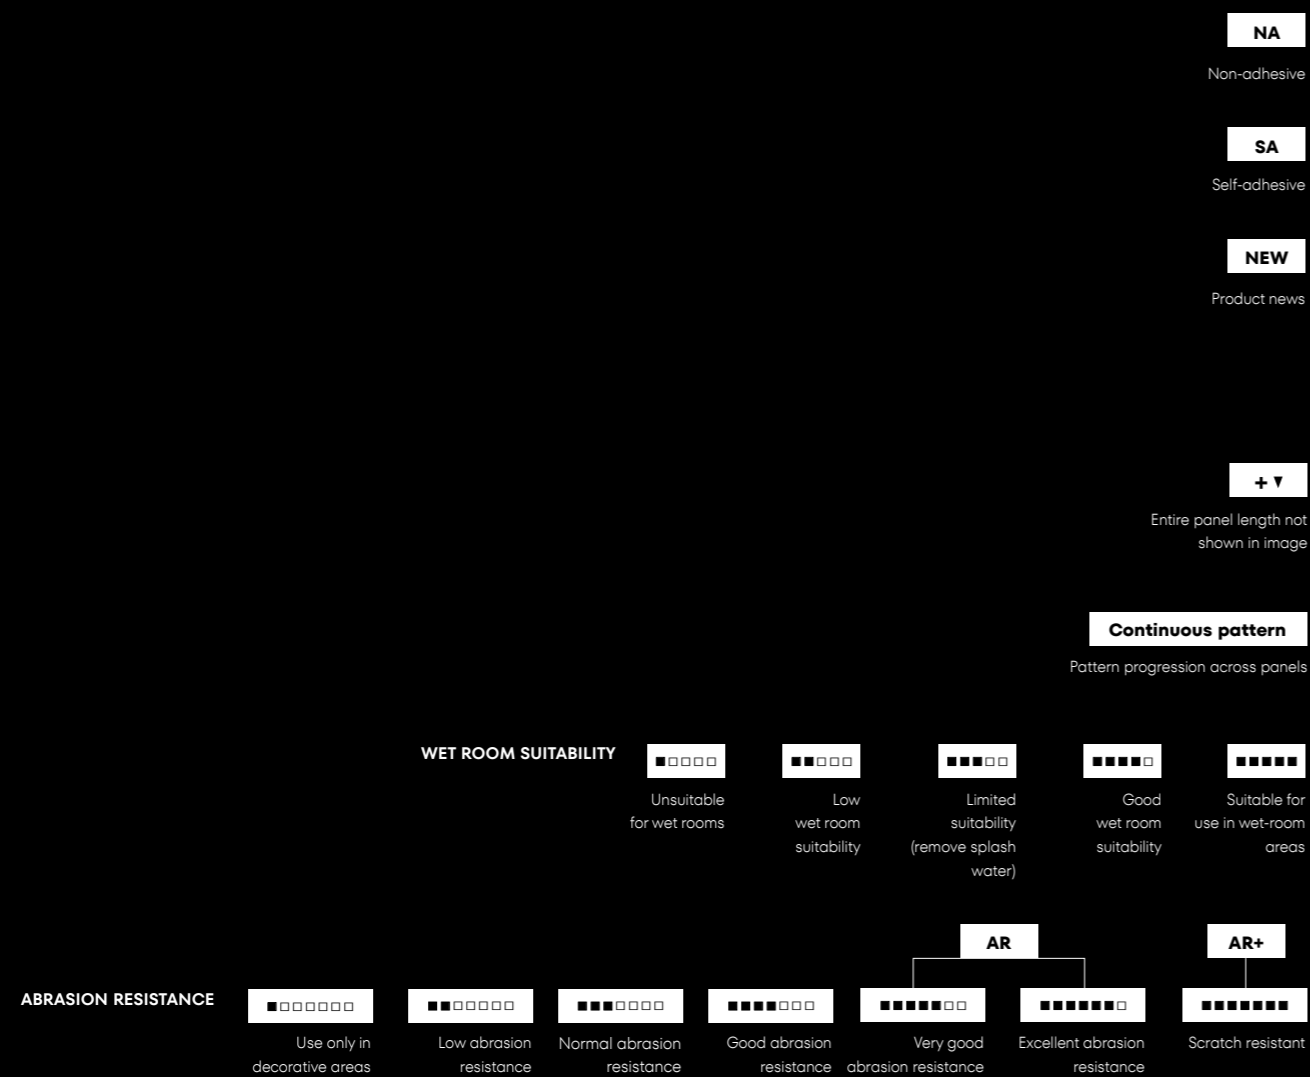 NA
Non-adhesive
SA
Self-adhesive
NEW
Product news
+ ▼
Entire panel length not
shown in image
Continuous pattern
Pattern progression across panels
WET ROOM SUITABILITY
■□□□□
Unsuitable
for wet rooms
■■□□□
Low
wet room
suitability
■■■□□
Limited
suitability
(remove splash
water)
■■■■□
Good
wet room
suitability
■■■■■
Suitable for
use in wet-room
areas
ABRASION RESISTANCE
■□□□□□□
Use only in
decorative areas
■■□□□□□
Low abrasion
resistance
■■■□□□□
Normal abrasion
resistance
■■■■□□□
Good abrasion
resistance
AR
■■■■■□□
Very good
abrasion resistance
■■■■■■□
Excellent abrasion
resistance
AR+
■■■■■■■
Scratch resistant